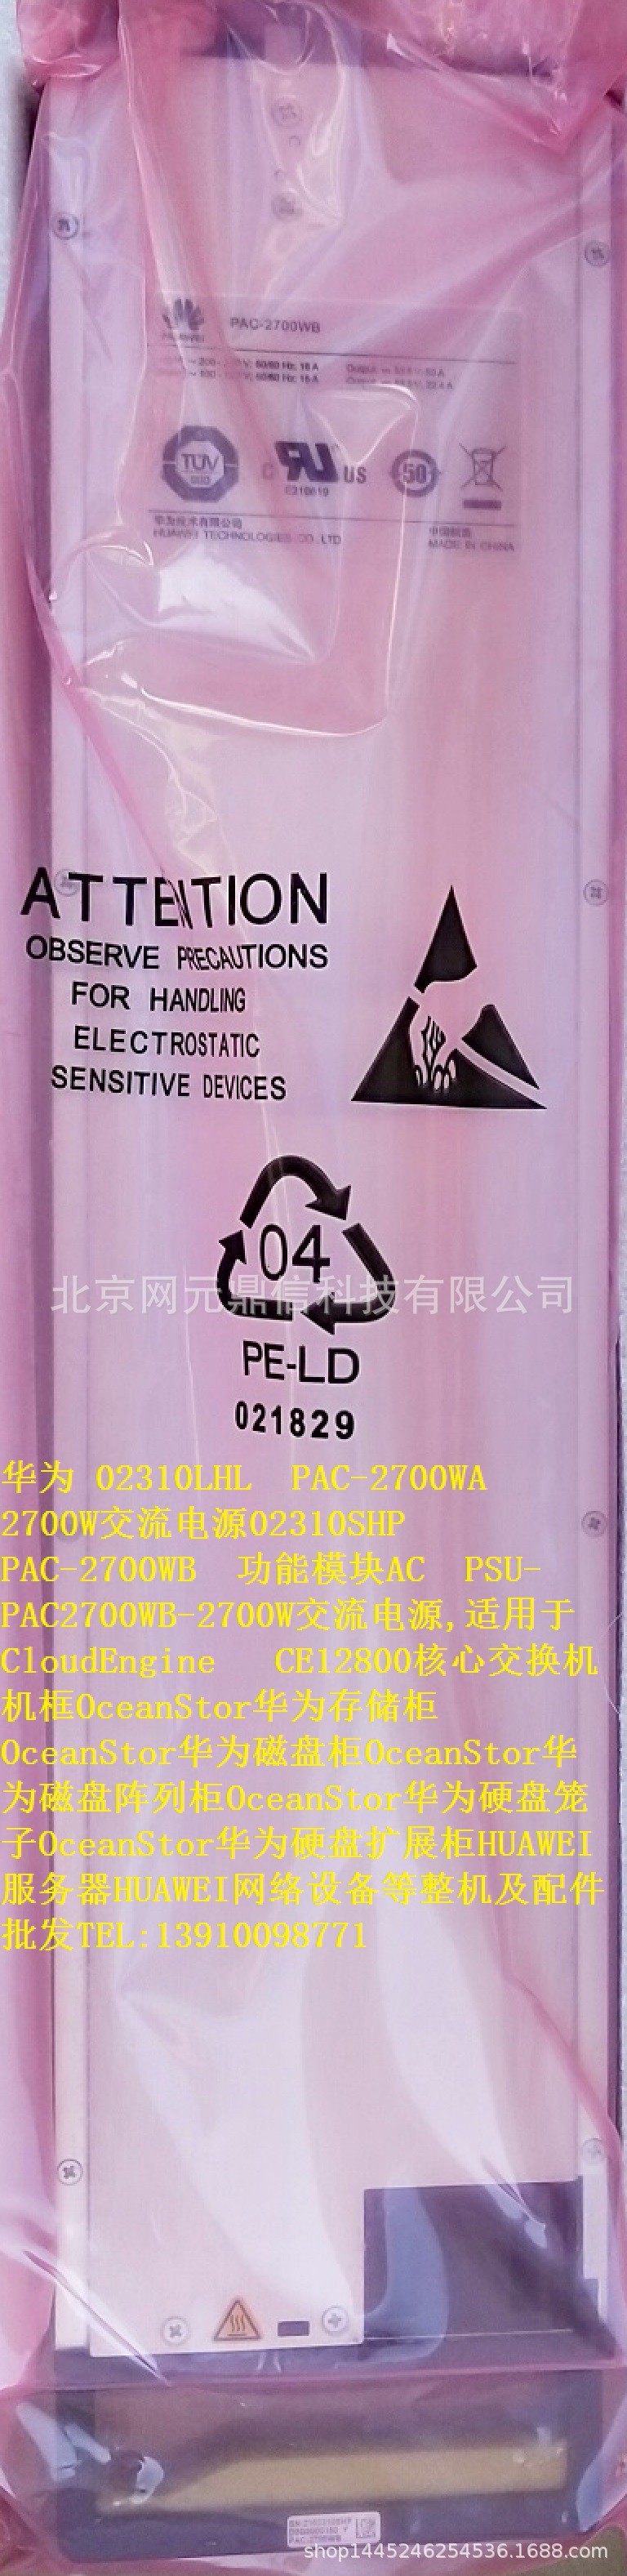 HUAWEI
PAC-2700WB
TUV
C US
50
华为技术有限公司
HUAWEI TECHNOLOGIES CO.,LTD
中国制造
MADE IN CHINA
ATTENTION
OBSERVE PRECAUTIONS
FOR HANDLING
ELECTROSTATIC
SENSITIVE DEVICES
04
北京网元鼎信科技有限公司
PE-LD
021829
华为 02310LHL PAC-2700WA
2700W交流电源02310SHP
PAC-2700WB 功能模块AC PSU-
PAC2700WB-2700W交流电源,适用于
CloudEngine CE12800核心交换机
机框OceanStor华为存储柜
OceanStor华为磁盘柜OceanStor华
为磁盘阵列柜OceanStor华为硬盘笼
子OceanStor华为硬盘扩展柜HUAWEI
服务器HUAWEI网络设备等整机及配件
批发TEL:13910098771
PAC-2700WB
shop1445246254536.1688.com